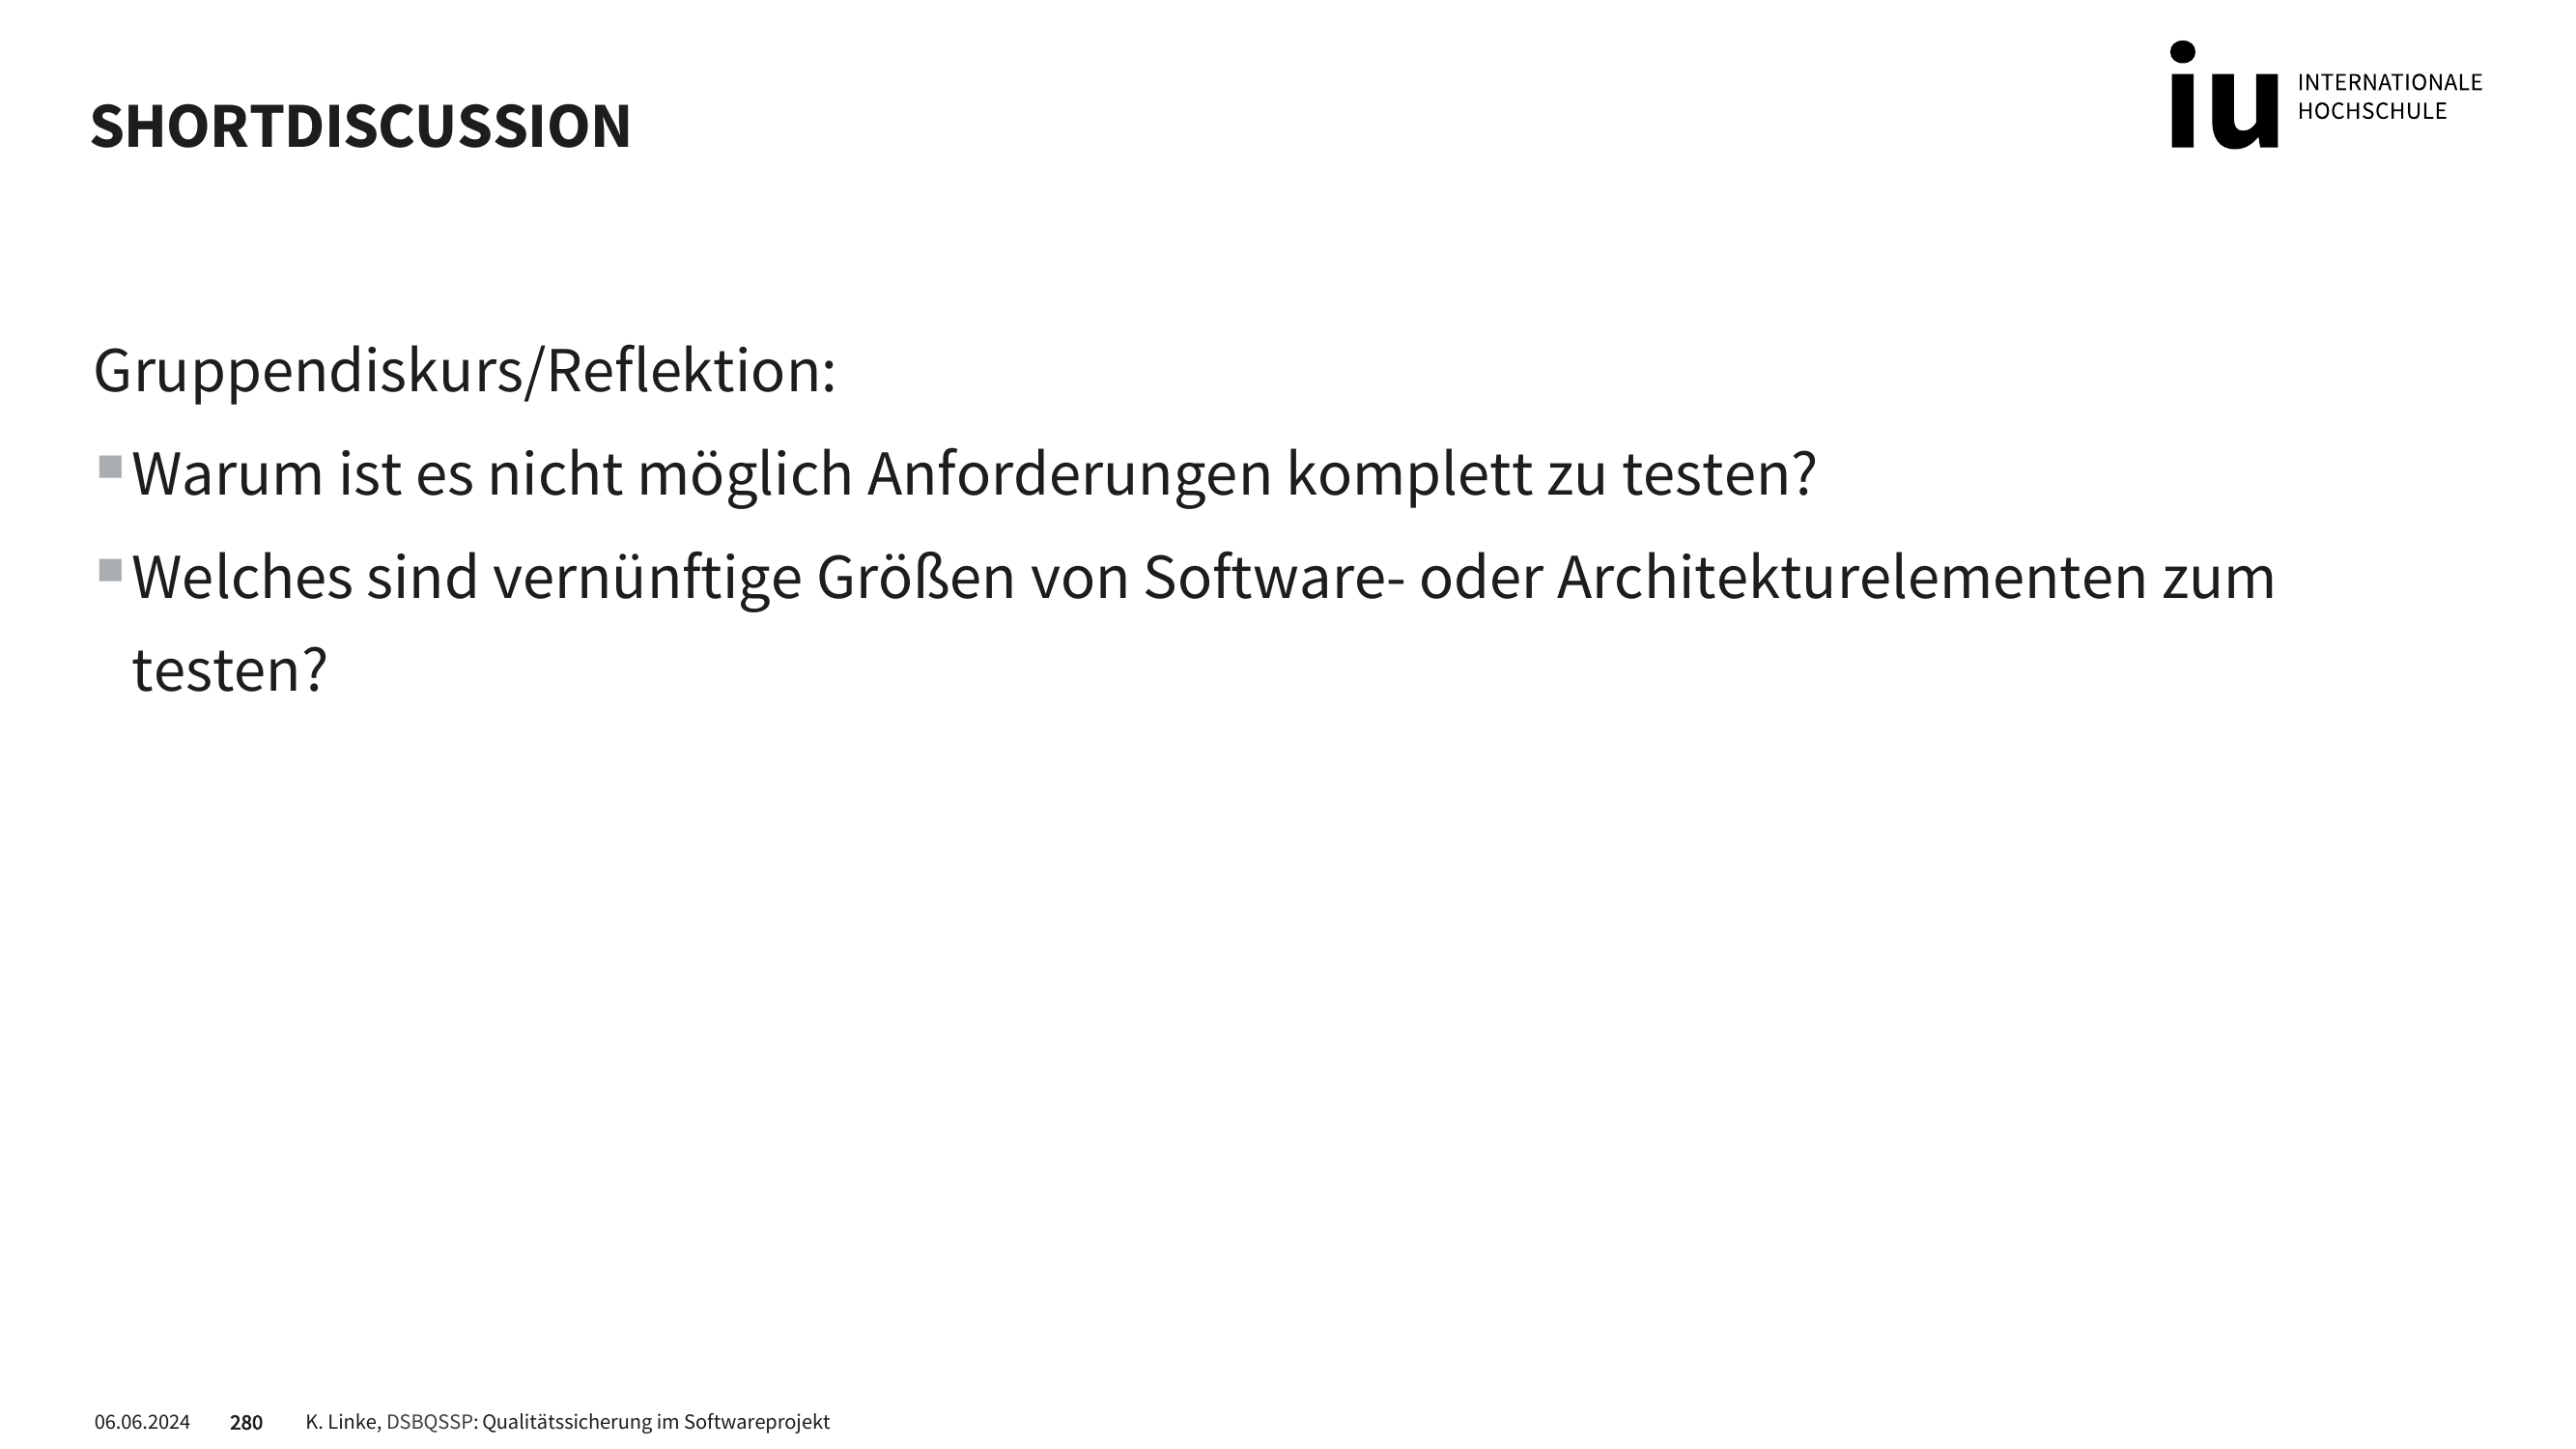 SHORTDISCUSSION
iu INTERNATIONALE
HOCHSCHULE
Gruppendiskurs/Reflektion:
Warum ist es nicht möglich Anforderungen komplett zu testen?
Welches sind vernünftige Größen von Software- oder Architekturelementen zum
testen?
06.06.2024 280 K. Linke, DSBQSSP: Qualitätssicherung im Softwareprojekt